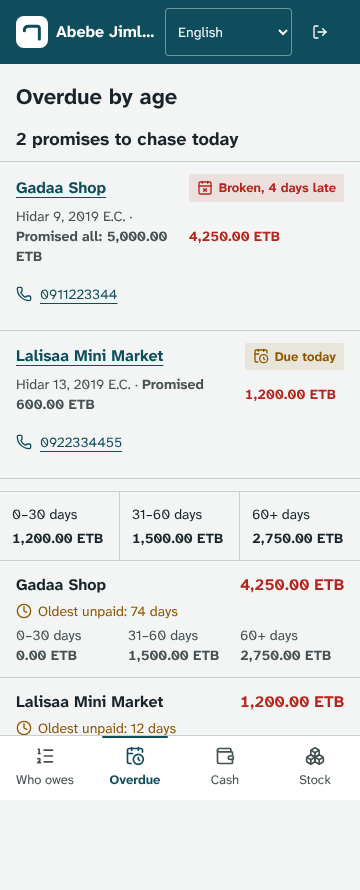 Abebe Jiml...
English
Overdue by age
2 promises to chase today
Gadaa Shop
Broken, 4 days late
Hidar 9, 2019 E.C. ·
Promised all: 5,000.00
ETB
4,250.00 ETB
0911223344
Lalisaa Mini Market
Due today
Hidar 13, 2019 E.C. · Promised
600.00 ETB
1,200.00 ETB
0922334455
0–30 days
31–60 days
60+ days
1,200.00 ETB
1,500.00 ETB
2,750.00 ETB
Gadaa Shop
4,250.00 ETB
Oldest unpaid: 74 days
0–30 days
31–60 days
60+ days
0.00 ETB
1,500.00 ETB
2,750.00 ETB
Lalisaa Mini Market
1,200.00 ETB
Oldest unpaid: 12 days
Who owes
Overdue
Cash
Stock